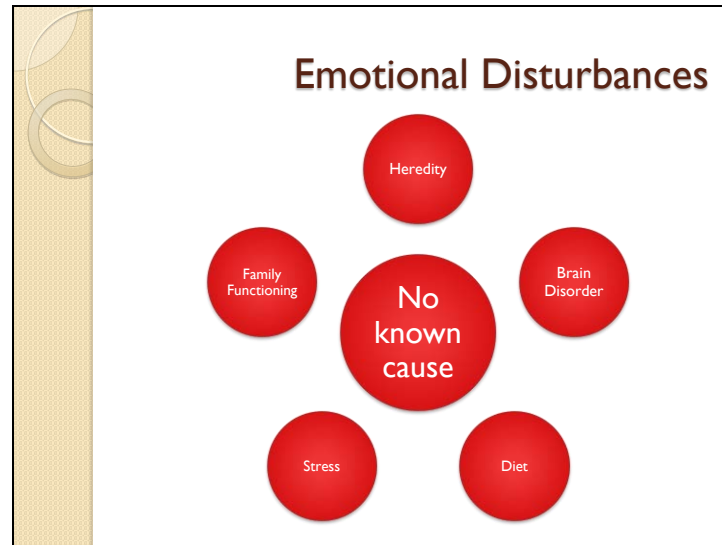 Emotional Disturbances
Heredity
Family
Functioning
Brain
Disorder
No
known
cause
Stress
Diet